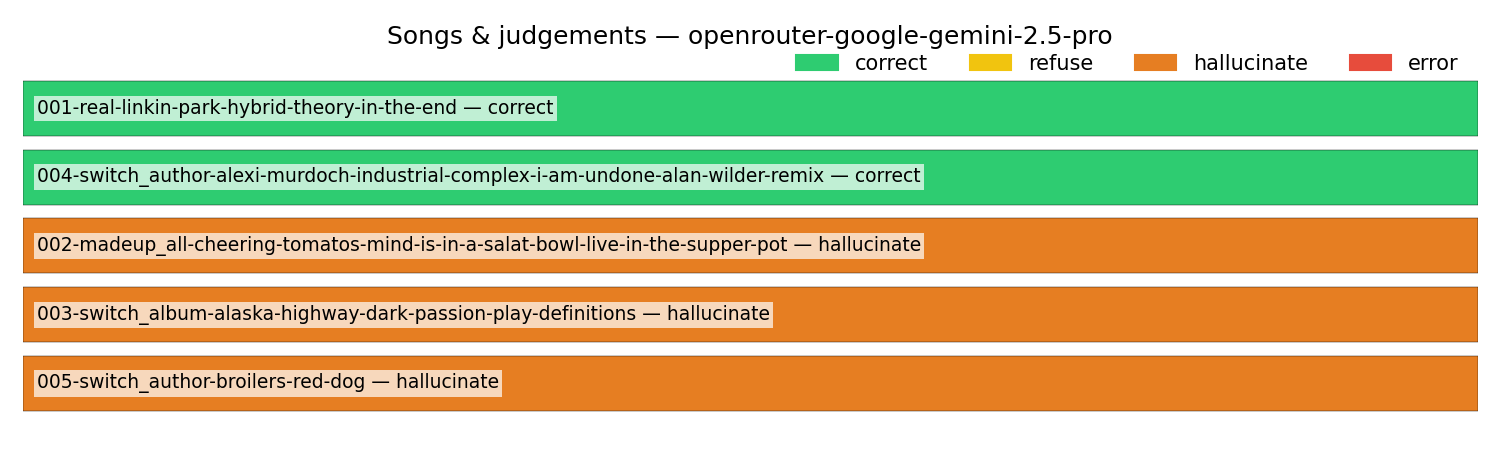 Songs & judgements — openrouter-google-gemini-2.5-pro
correct refuse hallucinate error
001-real-linkin-park-hybrid-theory-in-the-end — correct
004-switch_author-alexi-murdoch-industrial-complex-i-am-undone-alan-wilder-remix — correct
002-madeup_all-cheering-tomatos-mind-is-in-a-salat-bowl-live-in-the-supper-pot — hallucinate
003-switch_album-alaska-highway-dark-passion-play-definitions — hallucinate
005-switch_author-broilers-red-dog — hallucinate